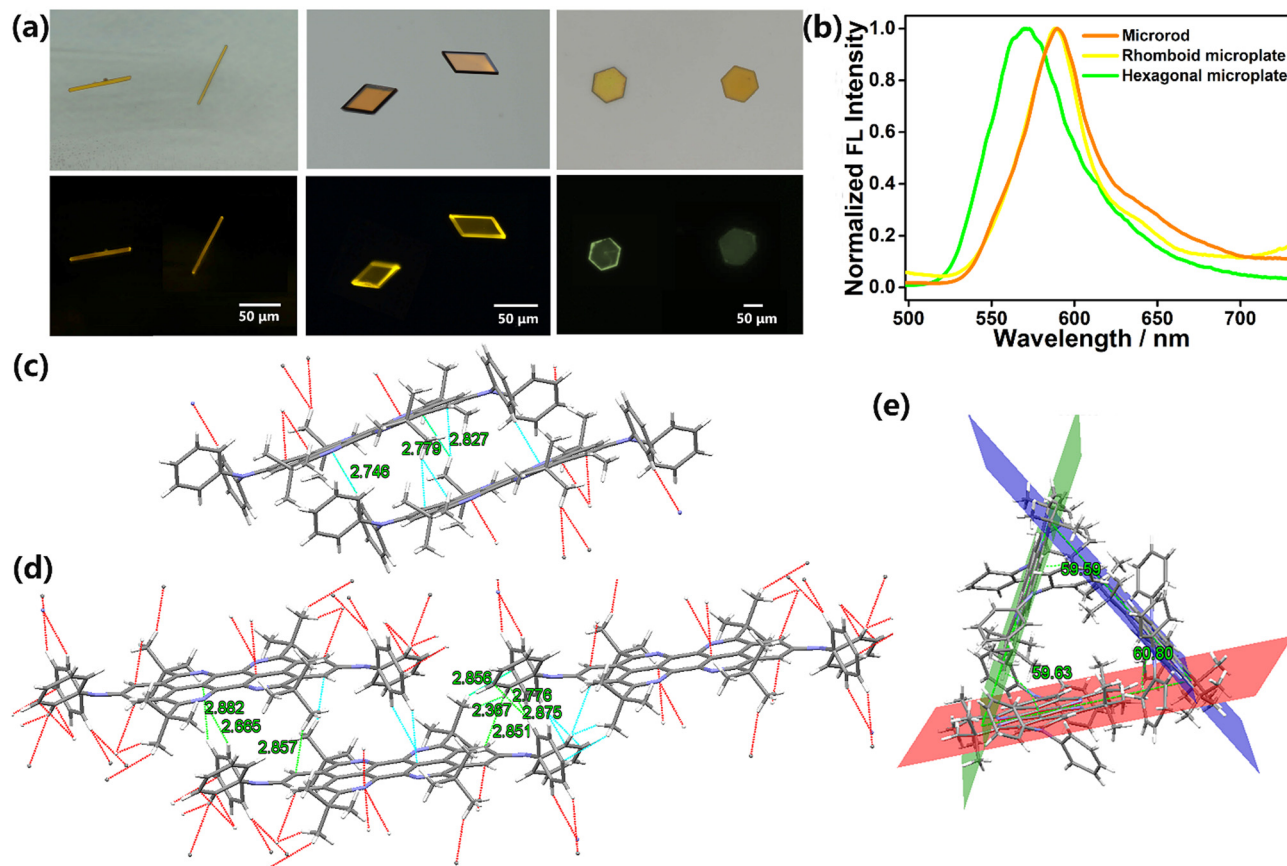 (a)
50 μm
50 μm
50 μm
(b)
Normalized FL Intensity
1.0
0.8
0.6
0.4
0.2
0.0
Microrod
Rhomboid microplate
Hexagonal microplate
500
550
600
650
700
Wavelength / nm
(c)
2.746
2.779
2.827
(d)
2.882
2.665
2.857
2.856
2.776
2.367
2.875
2.851
(e)
59.59
59.63
60.80